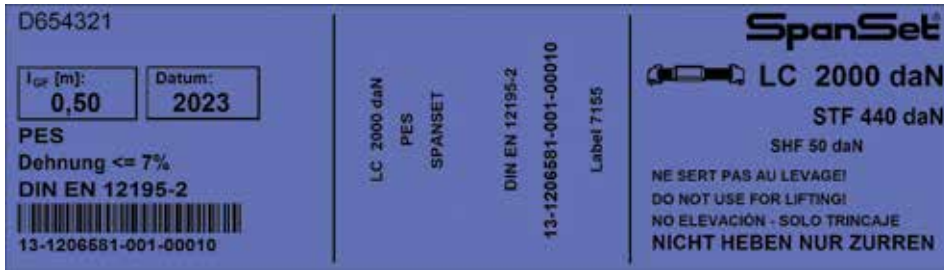 D654321
l_GF [m]:
0,50
Datum:
2023
PES
Dehnung <= 7%
DIN EN 12195-2
13-1206581-001-00010
LC 2000 daN
PES
SPANSET
DIN EN 12195-2
13-1206581-001-00010
Label 7155
SpanSet
LC 2000 daN
STF 440 daN
SHF 50 daN
NE SERT PAS AU LEVAGE!
DO NOT USE FOR LIFTING!
NO ELEVACIÓN - SOLO TRINCAJE
NICHT HEBEN NUR ZURREN